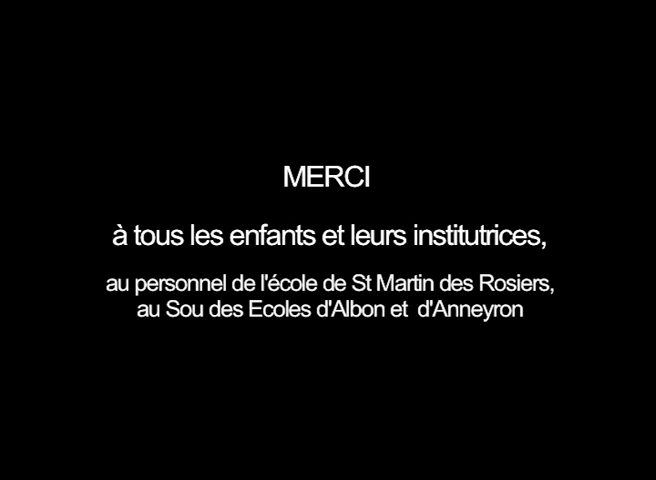 MERCI
à tous les enfants et leurs institutrices,
au personnel de l'école de St Martin des Rosiers,
au Sou des Ecoles d'Albon et  d'Anneyron